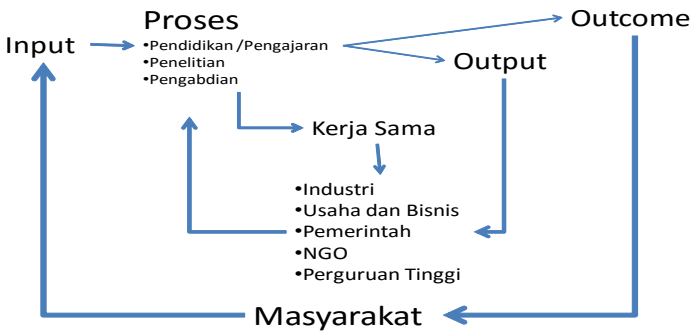 Input
Proses
•Pendidikan /Pengajaran
•Penelitian
•Pengabdian
Outcome
Output
Kerja Sama
•Industri
•Usaha dan Bisnis
•Pemerintah
•NGO
•Perguruan Tinggi
Masyarakat